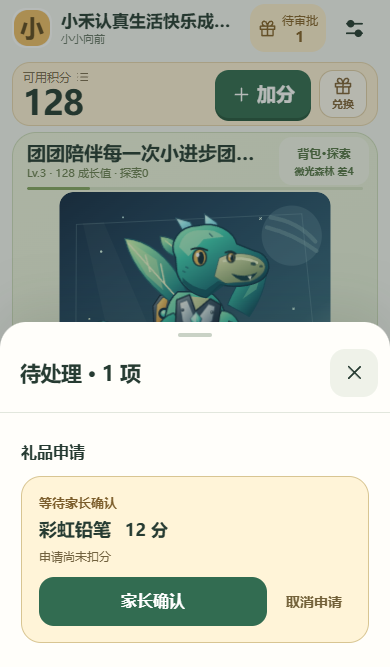 小
小禾认真生活快乐成…
小小向前
待审批
1
可用积分
128
+ 加分
兑换
团团陪伴每一次小进步团…
Lv.3 · 128 成长值 · 探索0
背包•探索
微光森林 差4
待处理 • 1 项
礼品申请
等待家长确认
彩虹铅笔 12 分
申请尚未扣分
家长确认
取消申请